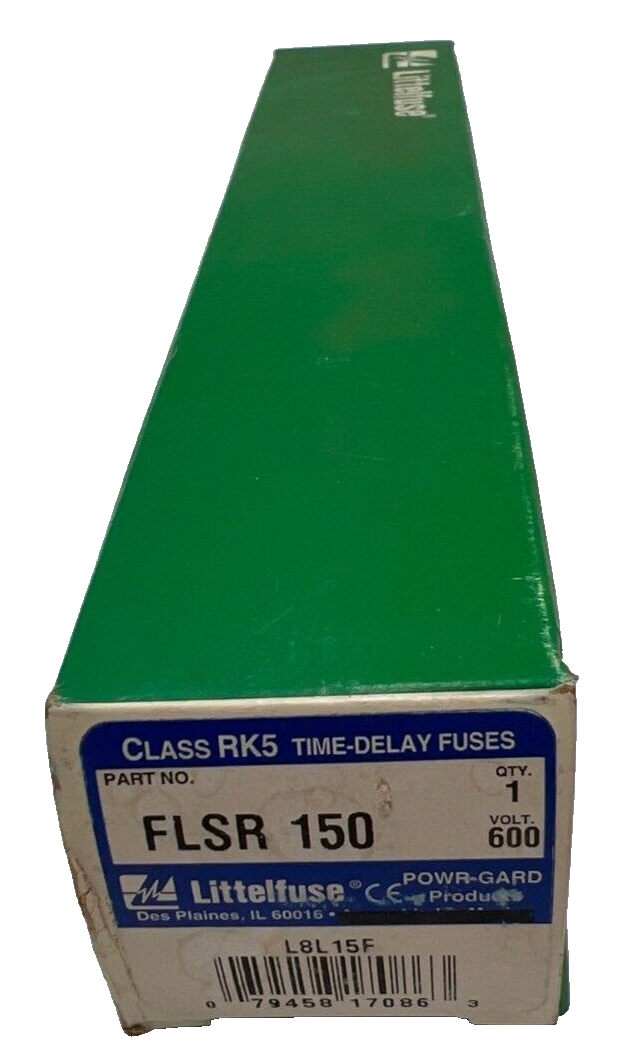 Littelfuse®
CLASS RK5 TIME-DELAY FUSES
PART NO.
QTY.
1
FLSR 150
VOLT.
600
Littelfuse® CE
POWR-GARD
Products
Des Plaines, IL 60016 •
L8L15F
0 79458 17086 3